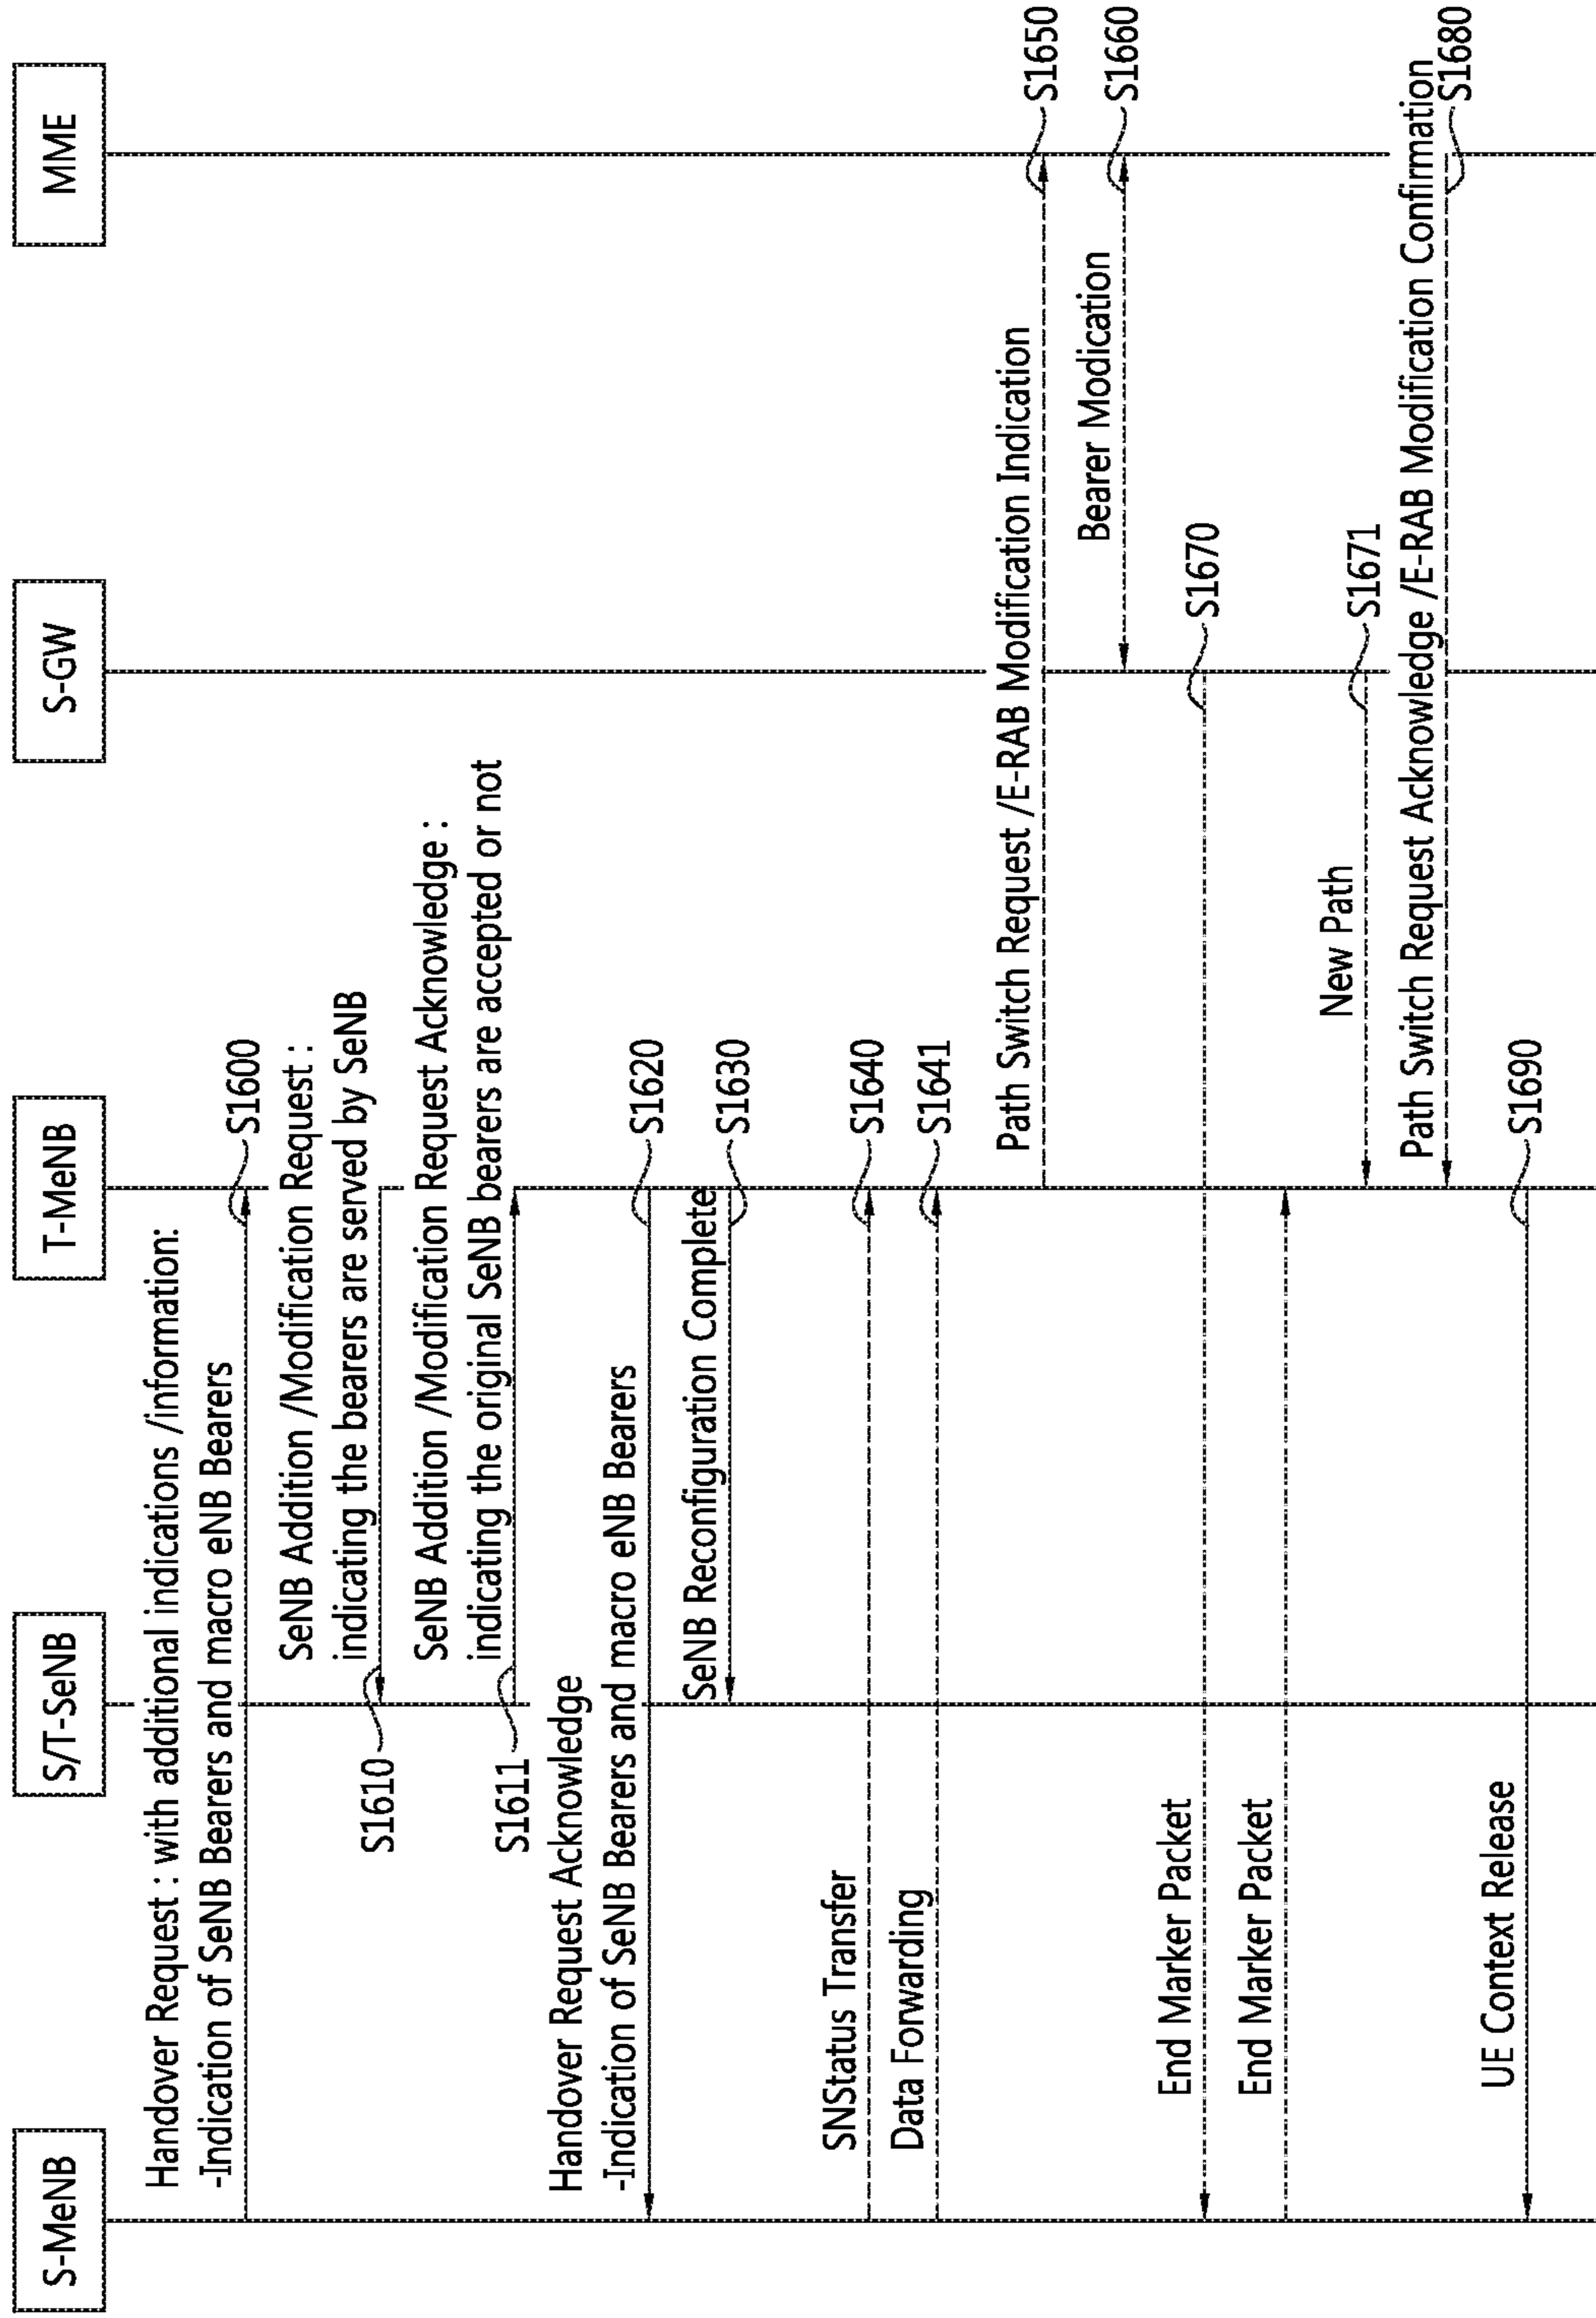 S-MeNB
S/T-SeNB
T-MeNB
S-GW
MME
Handover Request : with additional indications /information:
-Indication of SeNB Bearers and macro eNB Bearers
S1600
SeNB Addition /Modification Request :
indicating the bearers are served by SeNB
S1610
SeNB Addition /Modification Request Acknowledge :
indicating the original SeNB bearers are accepted or not
S1611
Handover Request Acknowledge
-Indication of SeNB Bearers and macro eNB Bearers
S1620
SeNB Reconfiguration Complete
S1630
SNStatus Transfer
S1640
Data Forwarding
S1641
Path Switch Request /E-RAB Modification Indication
S1650
Bearer Modication
S1660
End Marker Packet
S1670
End Marker Packet
New Path
S1671
Path Switch Request Acknowledge /E-RAB Modification Confirmation
S1680
UE Context Release
S1690